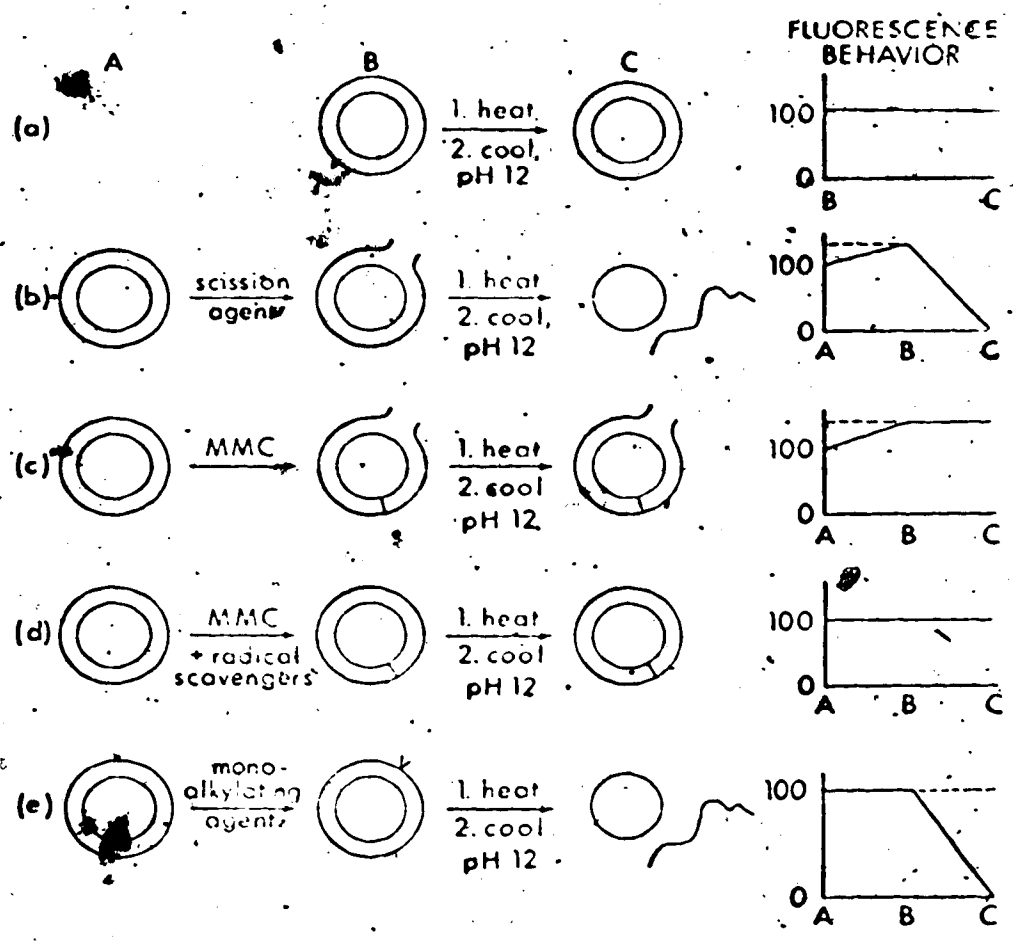 FLUORESCENCE
BEHAVIOR
A B C
(a)
1. heat
2. cool,
pH 12
100
0
B C
(b)
scission
agent
1. heat
2. cool,
pH 12
100
0
A B C
(c)
MMC
1. heat
2. cool
pH 12
100
0
A B C
(d)
MMC
+ radical
scavengers
1. heat
2. cool
pH 12
100
0
A B C
(e)
mono-
alkylating
agents
1. heat
2. cool
pH 12
100
0
A B C